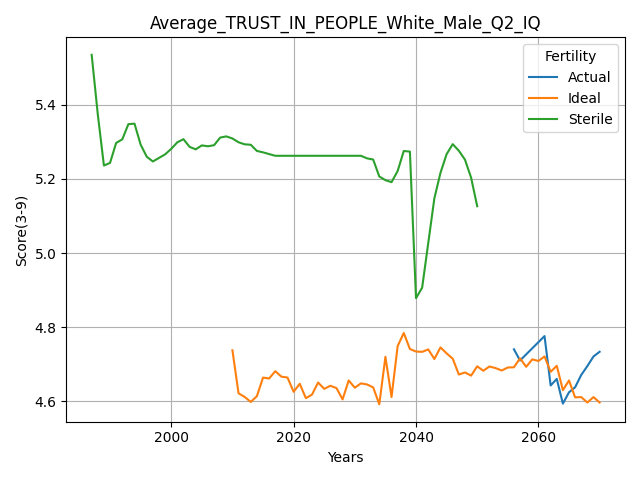 Average_TRUST_IN_PEOPLE_White_Male_Q2_IQ
Fertility
Actual
Ideal
Sterile
Score(3-9)
5.4
5.2
5.0
4.8
4.6
2000
2020
2040
2060
Years